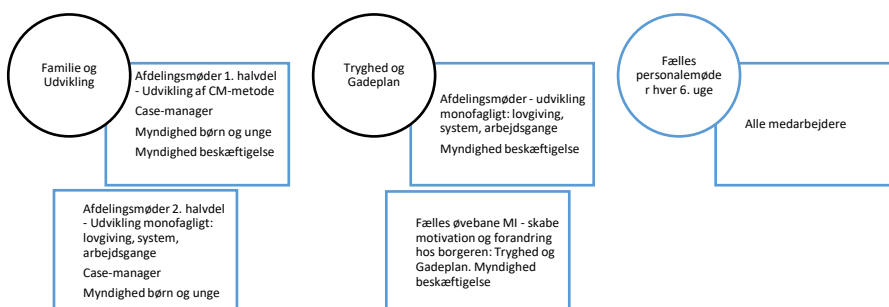 Familie og
Udvikling
Afdelingsmøder 1. halvdel
- Udvikling af CM-metode
Case-manager
Myndighed børn og unge
Myndighed beskæftigelse
Afdelingsmøder 2. halvdel
- Udvikling monofagligt:
lovgiving, system,
arbejdsgange
Case-manager
Myndighed børn og unge
Tryghed og
Gadeplan
Afdelingsmøder - udvikling
monofagligt: lovgiving,
system, arbejdsgange
Myndighed beskæftigelse
Fælles øvebane MI - skabe
motivation og forandring
hos borgeren: Tryghed og
Gadeplan. Myndighed
beskæftigelse
Fælles
personalemøde
r hver 6. uge
Alle medarbejdere